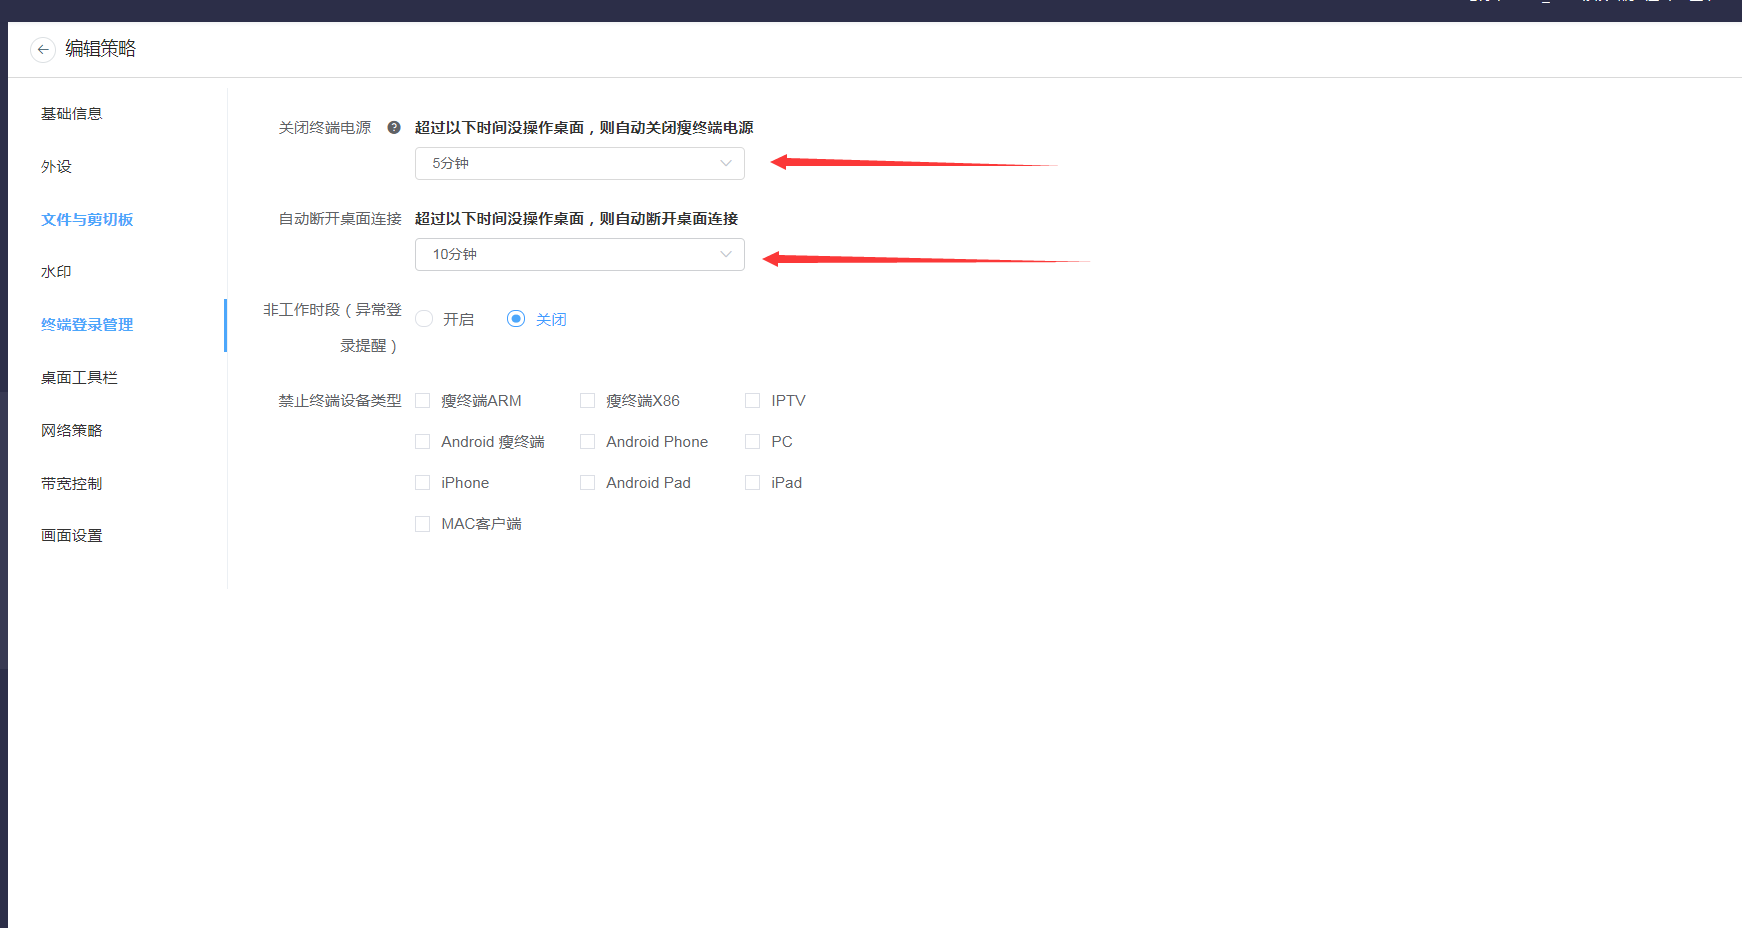 编辑策略
基础信息
外设
文件与剪切板
水印
终端登录管理
桌面工具栏
网络策略
带宽控制
画面设置
关闭终端电源 ? 超过以下时间没操作桌面，则自动关闭瘦终端电源
5分钟
自动断开桌面连接 超过以下时间没操作桌面，则自动断开桌面连接
10分钟
非工作时段（异常登
录提醒）
开启 关闭
禁止终端设备类型 瘦终端ARM 瘦终端X86 IPTV
Android 瘦终端 Android Phone PC
iPhone Android Pad iPad
MAC客户端